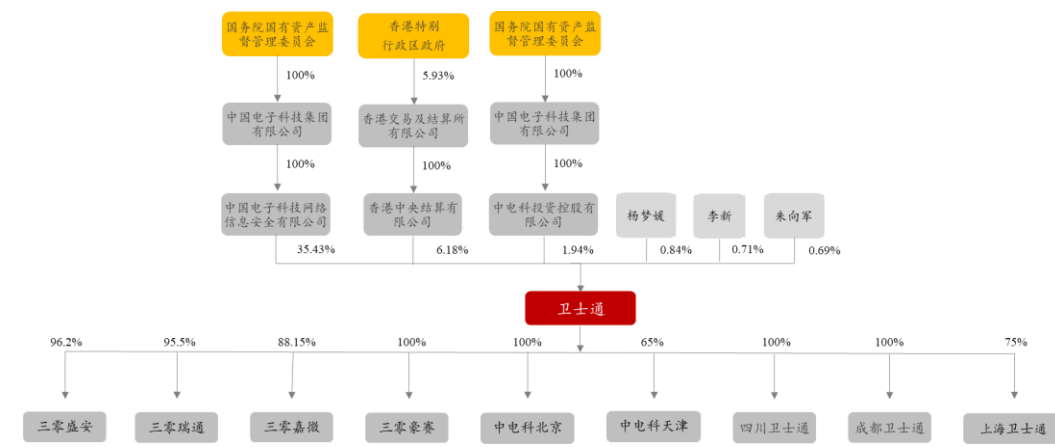 国务院国有资产监
督管理委员会
香港特别
行政区政府
国务院国有资产监
督管理委员会
100%
5.93%
100%
中国电子科技集团
有限公司
香港交易及结算所
有限公司
中国电子科技集团
有限公司
100%
100%
100%
中国电子科技网络
信息安全有限公司
香港中央结算有
限公司
中电科投资控股有
限公司
杨梦媛
李新
朱向军
35.43%
6.18%
1.94%
0.84%
0.71%
0.69%
卫士通
96.2%
95.5%
88.15%
100%
100%
65%
100%
100%
75%
三零盛安
三零瑞通
三零嘉微
三零豪赛
中电科北京
中电科天津
四川卫士通
成都卫士通
上海卫士通